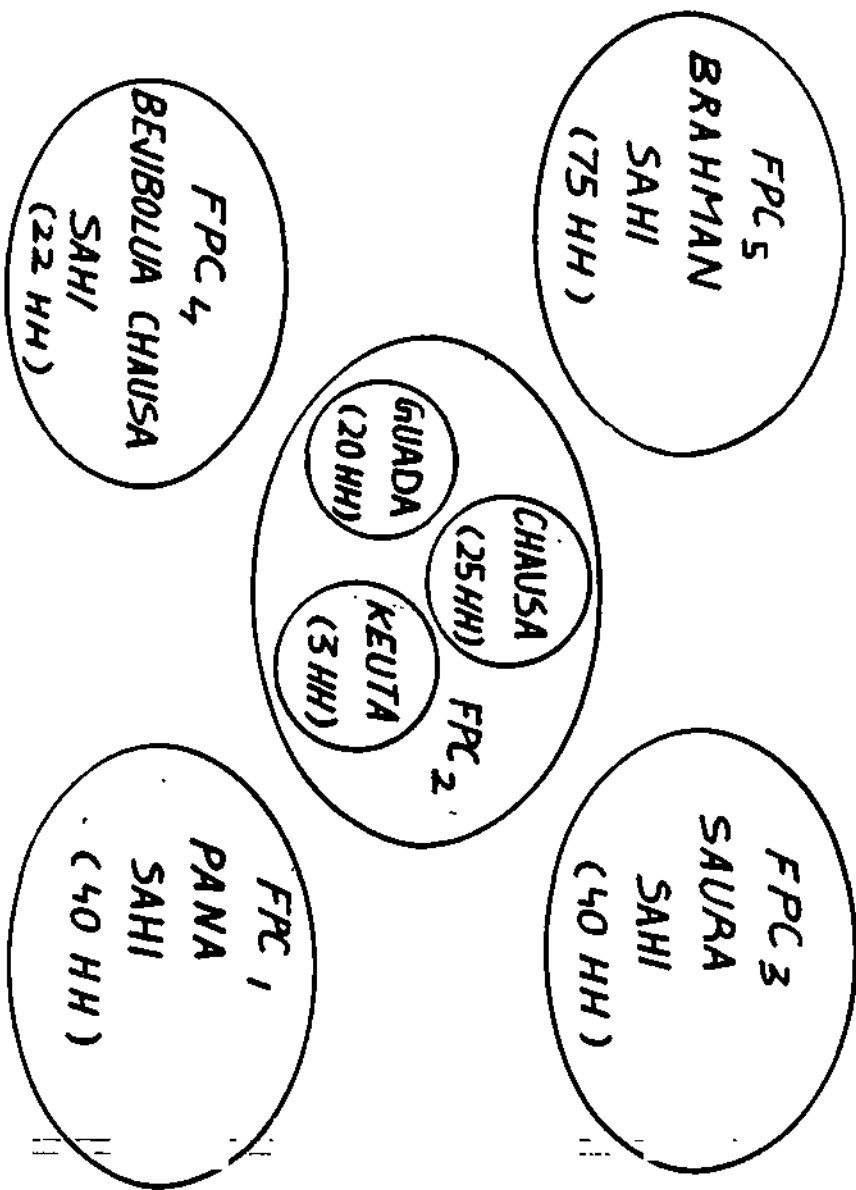 FPC 5
BRAHMAN
SAHI
(75 HH)
FPC 3
SAURA
SAHI
(40 HH)
CHAUSA
(25 HH)
GUADA
(20 HH)
KEUTA
(3 HH)
FPC 2
FPC 4
BENIBOLUA CHAUSA
SAHI
(22 HH)
FPC 1
PANA
SAHI
(40 HH)